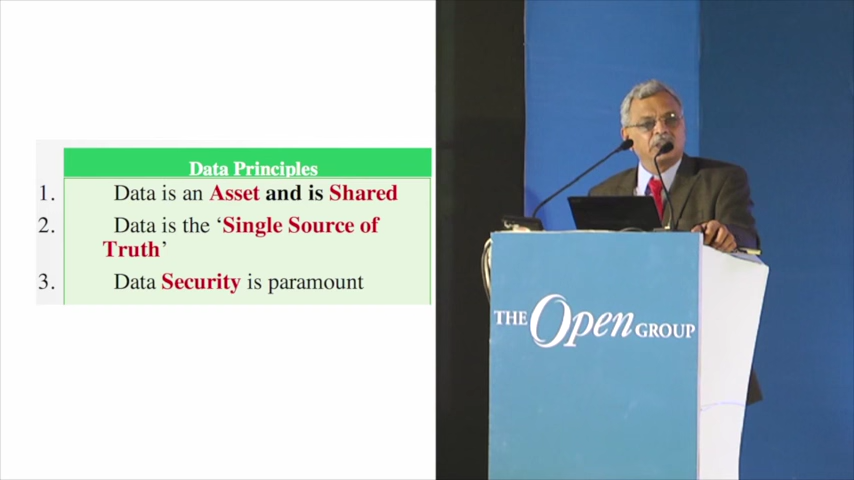 Data Principles
1. Data is an Asset and is Shared
2. Data is the ‘Single Source of
Truth’
3. Data Security is paramount
THE Open GROUP